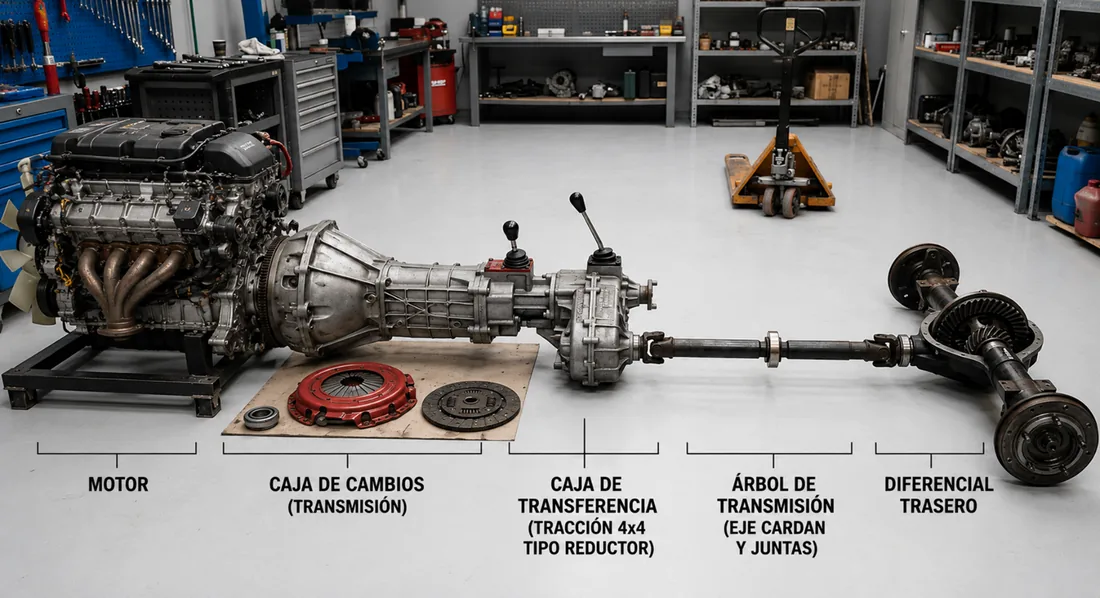 MOTOR
CAJA DE CAMBIOS
(TRANSMISIÓN)
CAJA DE
TRANSFERENCIA
(TRACCIÓN 4x4
TIPO REDUCTOR)
ÁRBOL DE
TRANSMISIÓN
(EJE CARDAN
Y JUNTAS)
DIFERENCIAL
TRASERO